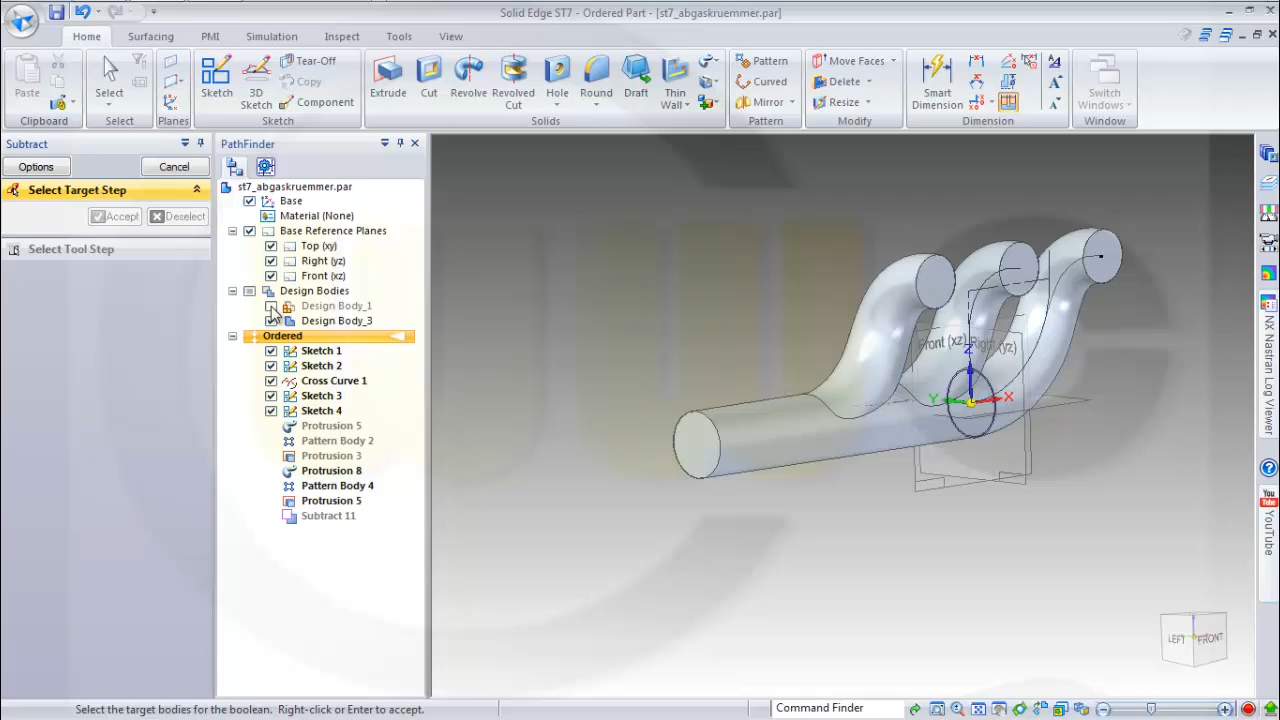 Solid Edge ST7 - Ordered Part - [st7_abgaskruemmer.par]
Home Surfacing PMI Simulation Inspect Tools View
Paste
Clipboard
Select
Select
Planes
Sketch
3D Sketch
Tear-Off
Copy
Component
Sketch
Extrude
Cut
Revolve
Revolved Cut
Hole
Round
Draft
Thin Wall
Solids
Pattern
Curved
Mirror
Pattern
Move Faces
Delete
Resize
Modify
Smart Dimension
Dimension
Switch Windows
Window
Subtract
Options Cancel
Select Target Step
Accept Deselect
Select Tool Step
PathFinder
st7_abgaskruemmer.par
Base
Material (None)
Base Reference Planes
Top (xy)
Right (yz)
Front (xz)
Design Bodies
Design Body_1
Design Body_3
Ordered
Sketch 1
Sketch 2
Cross Curve 1
Sketch 3
Sketch 4
Protrusion 5
Pattern Body 2
Protrusion 3
Protrusion 8
Pattern Body 4
Protrusion 5
Subtract 11
Front (xz) Right (yz)
Z
Y X
LEFT FRONT
NX Nastran Log Viewer
You Tube
YouTube
Select the target bodies for the boolean. Right-click or Enter to accept.
Command Finder